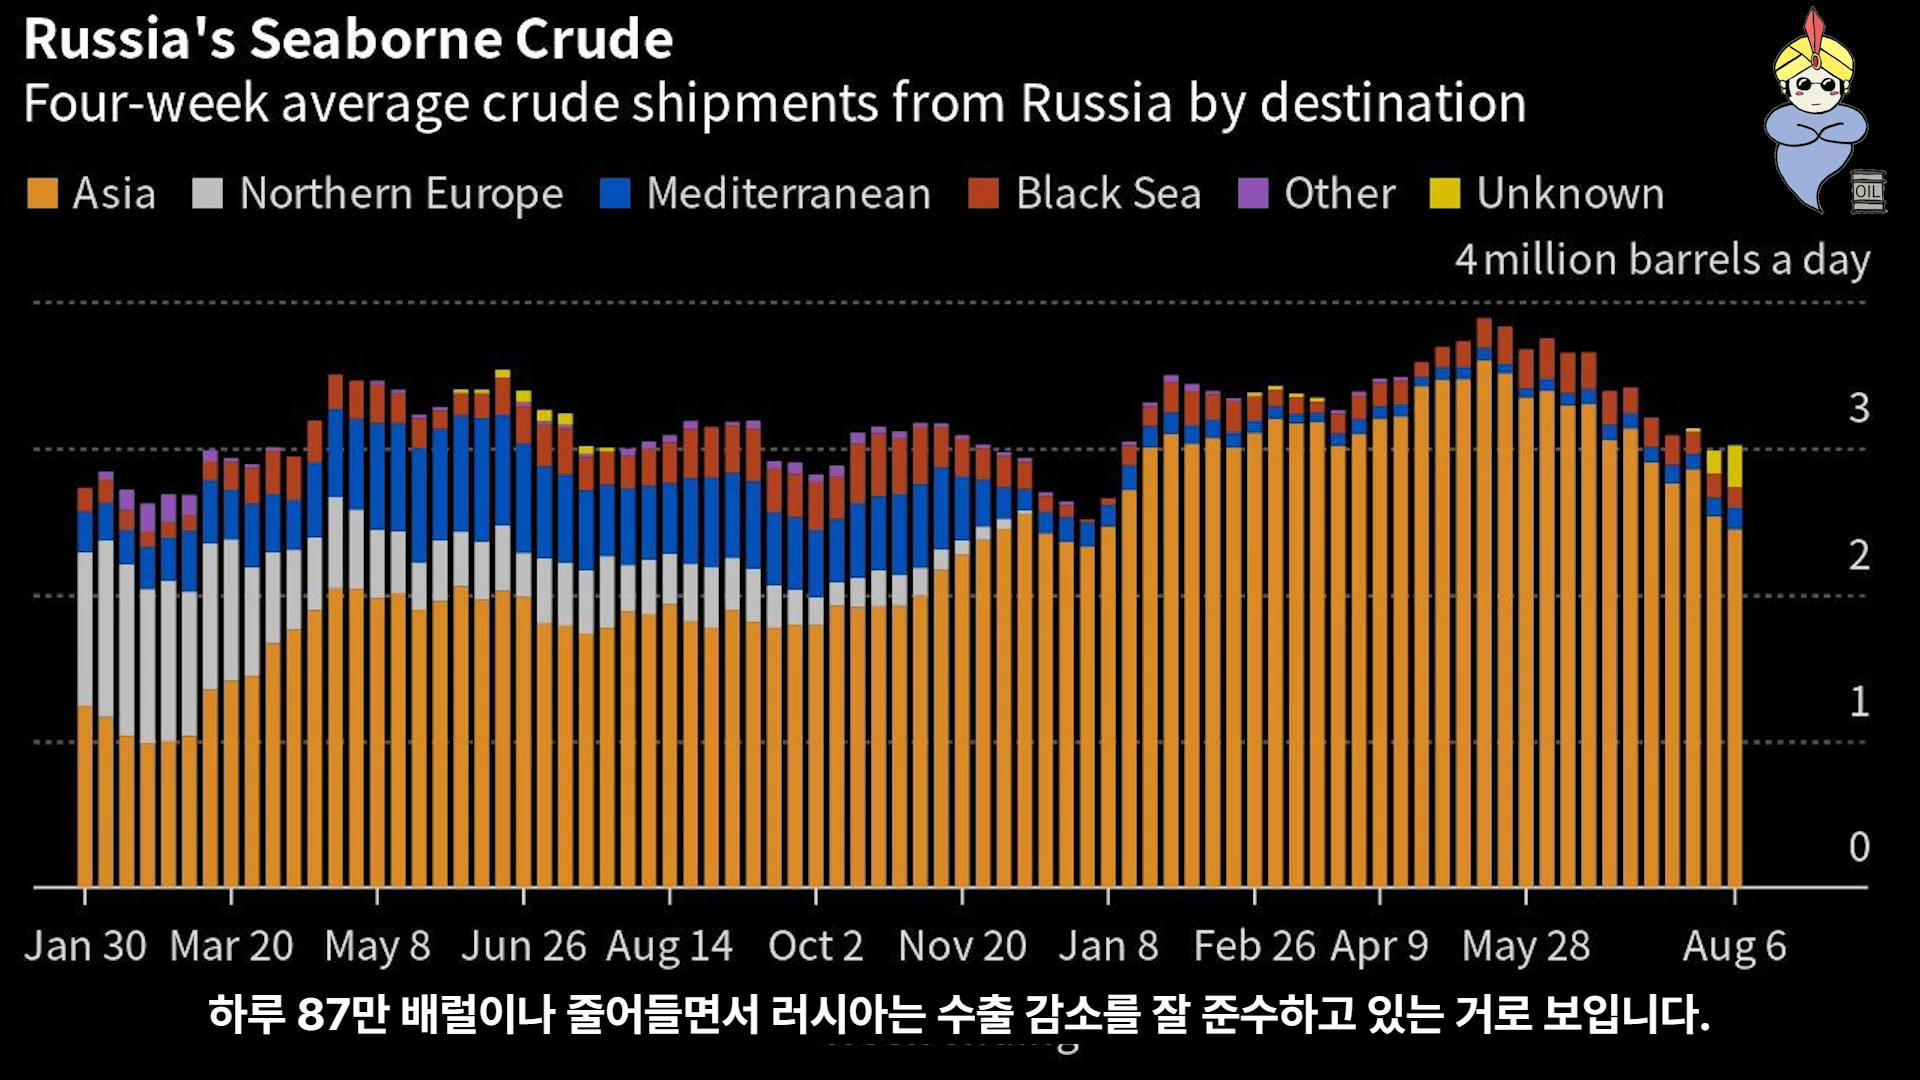 Russia's Seaborne Crude
Four-week average crude shipments from Russia by destination
Asia Northern Europe Mediterranean Black Sea Other Unknown
OIL
4 million barrels a day
3
2
1
0
Jan 30 Mar 20 May 8 Jun 26 Aug 14 Oct 2 Nov 20 Jan 8 Feb 26 Apr 9 May 28 Aug 6
하루 87만 배럴이나 줄어들면서 러시아는 수출 감소를 잘 준수하고 있는 거로 보입니다.